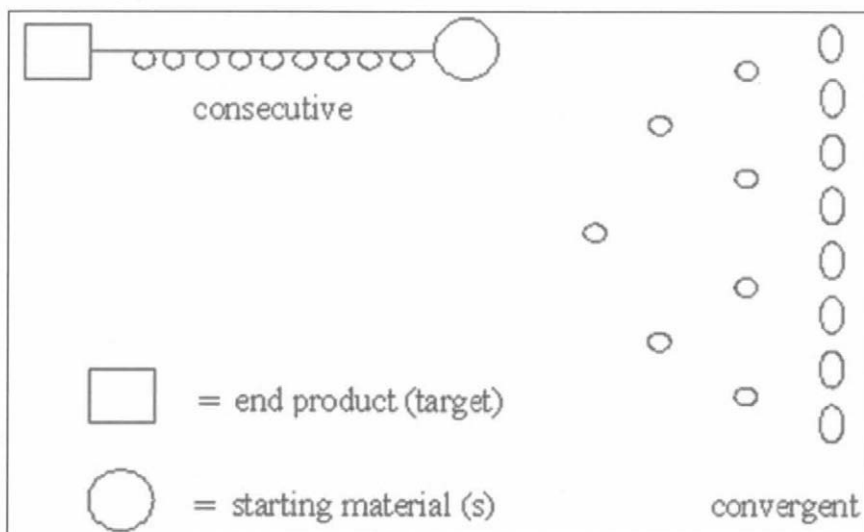 consecutive
= end product (target)
= starting material (s)
convergent